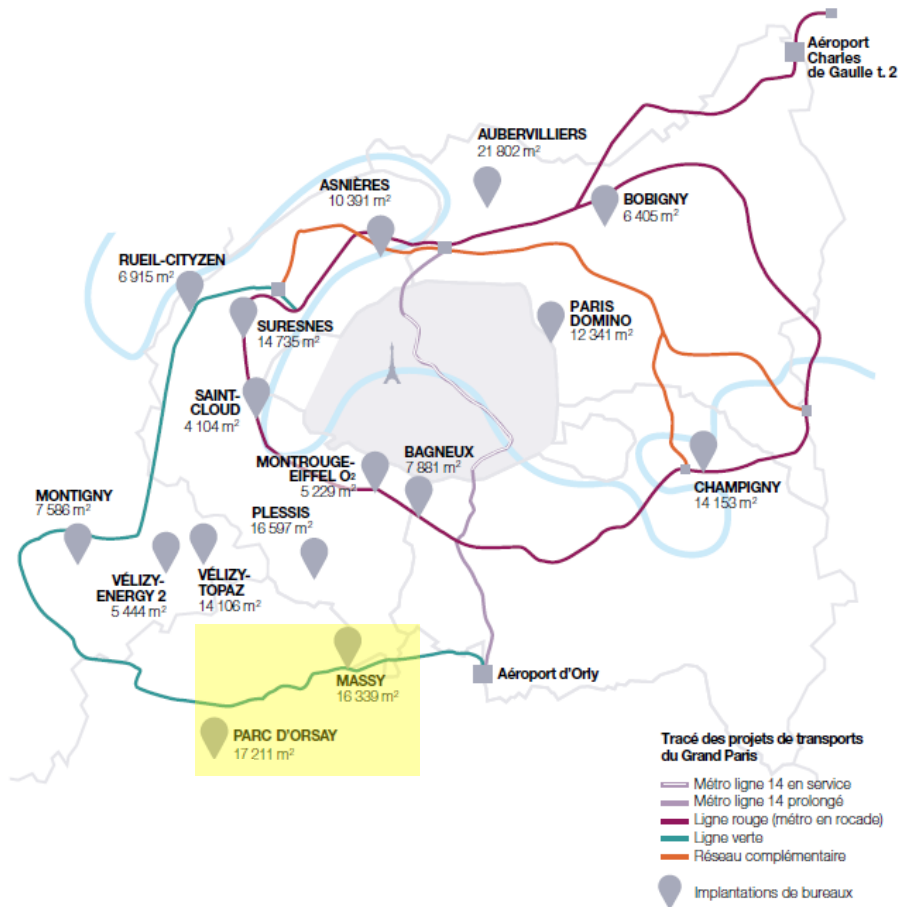 Aéroport
Charles
de Gaulle t. 2
AUBERVILLIERS
21 802 m²
ASNIÈRES
10 391 m²
BOBIGNY
6 405 m²
RUEIL-CITYZEN
6 915 m²
SURESNES
14 735 m²
PARIS
DOMINO
12 341 m²
SAINT-
CLOUD
4 104 m²
MONTROUGE-
EIFFEL O²
5 229 m²
BAGNEUX
7 881 m²
CHAMPIGNY
14 153 m²
MONTIGNY
7 586 m²
PLESSIS
16 597 m²
VÉLIZY-
ENERGY 2
5 444 m²
VÉLIZY-
TOPAZ
14 106 m²
MASSY
16 339 m²
Aéroport d'Orly
PARC D'ORSAY
17 211 m²
Tracé des projets de transports
du Grand Paris
Métro ligne 14 en service
Métro ligne 14 prolongé
Ligne rouge (métro en rocade)
Ligne verte
Réseau complémentaire
Implantations de bureaux